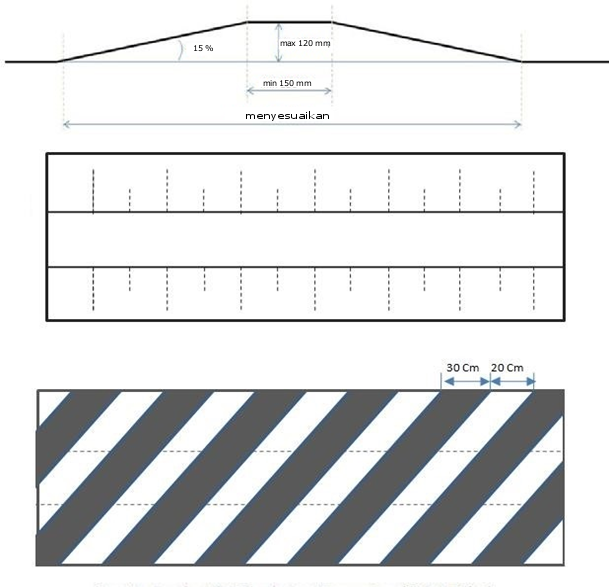 15 %
max 120 mm
min 150 mm
menyesuaikan
30 Cm 20 Cm